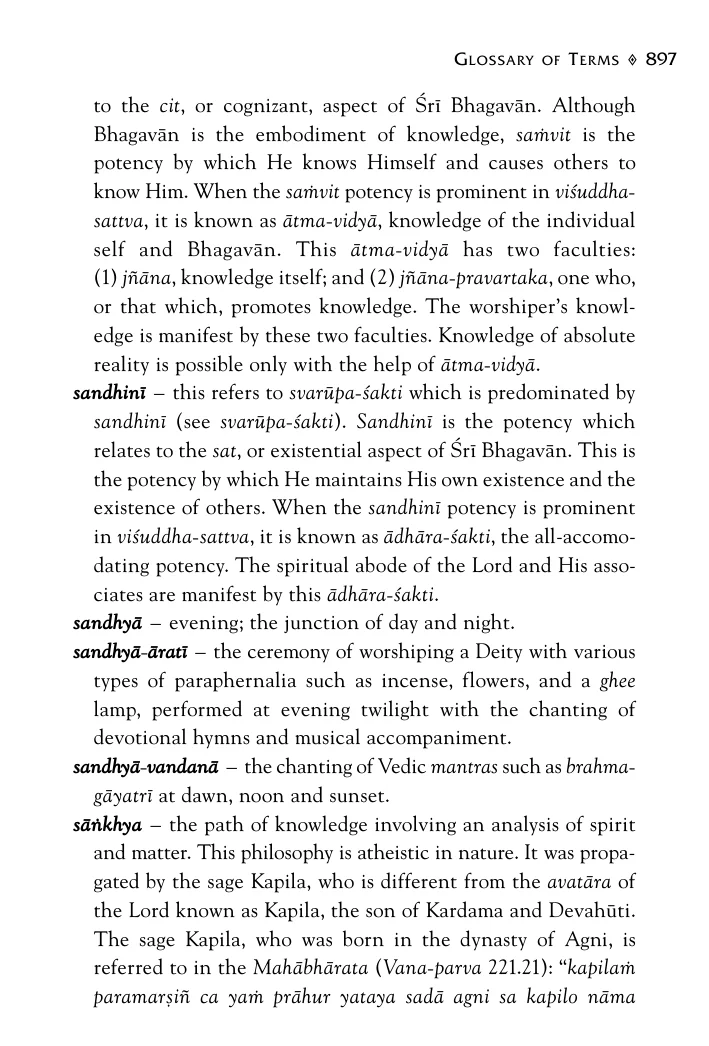 GLOSSARY OF TERMS ◊ 897
to the cit, or cognizant, aspect of Śrī Bhagavān. Although
Bhagavān is the embodiment of knowledge, saṁvit is the
potency by which He knows Himself and causes others to
know Him. When the saṁvit potency is prominent in viśuddha-
sattva, it is known as ātma-vidyā, knowledge of the individual
self and Bhagavān. This ātma-vidyā has two faculties:
(1) jñāna, knowledge itself; and (2) jñāna-pravartaka, one who,
or that which, promotes knowledge. The worshiper's knowl-
edge is manifest by these two faculties. Knowledge of absolute
reality is possible only with the help of ātma-vidyā.
sandhinī – this refers to svarūpa-śakti which is predominated by
sandhinī (see svarūpa-śakti). Sandhinī is the potency which
relates to the sat, or existential aspect of Śrī Bhagavān. This is
the potency by which He maintains His own existence and the
existence of others. When the sandhinī potency is prominent
in viśuddha-sattva, it is known as ādhāra-śakti, the all-accomo-
dating potency. The spiritual abode of the Lord and His asso-
ciates are manifest by this ādhāra-śakti.
sandhyā – evening; the junction of day and night.
sandhyā-āratī – the ceremony of worshiping a Deity with various
types of paraphernalia such as incense, flowers, and a ghee
lamp, performed at evening twilight with the chanting of
devotional hymns and musical accompaniment.
sandhyā-vandanā – the chanting of Vedic mantras such as brahma-
gāyatrī at dawn, noon and sunset.
sāṅkhya – the path of knowledge involving an analysis of spirit
and matter. This philosophy is atheistic in nature. It was propa-
gated by the sage Kapila, who is different from the avatāra of
the Lord known as Kapila, the son of Kardama and Devahūti.
The sage Kapila, who was born in the dynasty of Agni, is
referred to in the Mahābhārata (Vana-parva 221.21): “kapilaṁ
paramarṣiñ ca yaṁ prāhur yataya sadā agni sa kapilo nāma